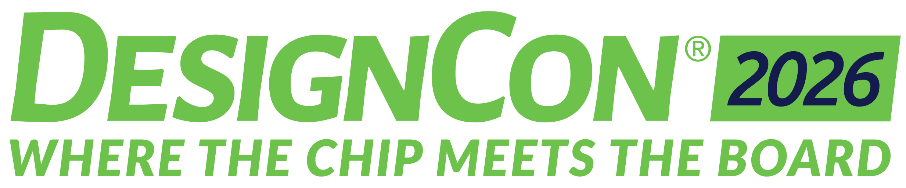 DESIGNCON® 2026
WHERE THE CHIP MEETS THE BOARD